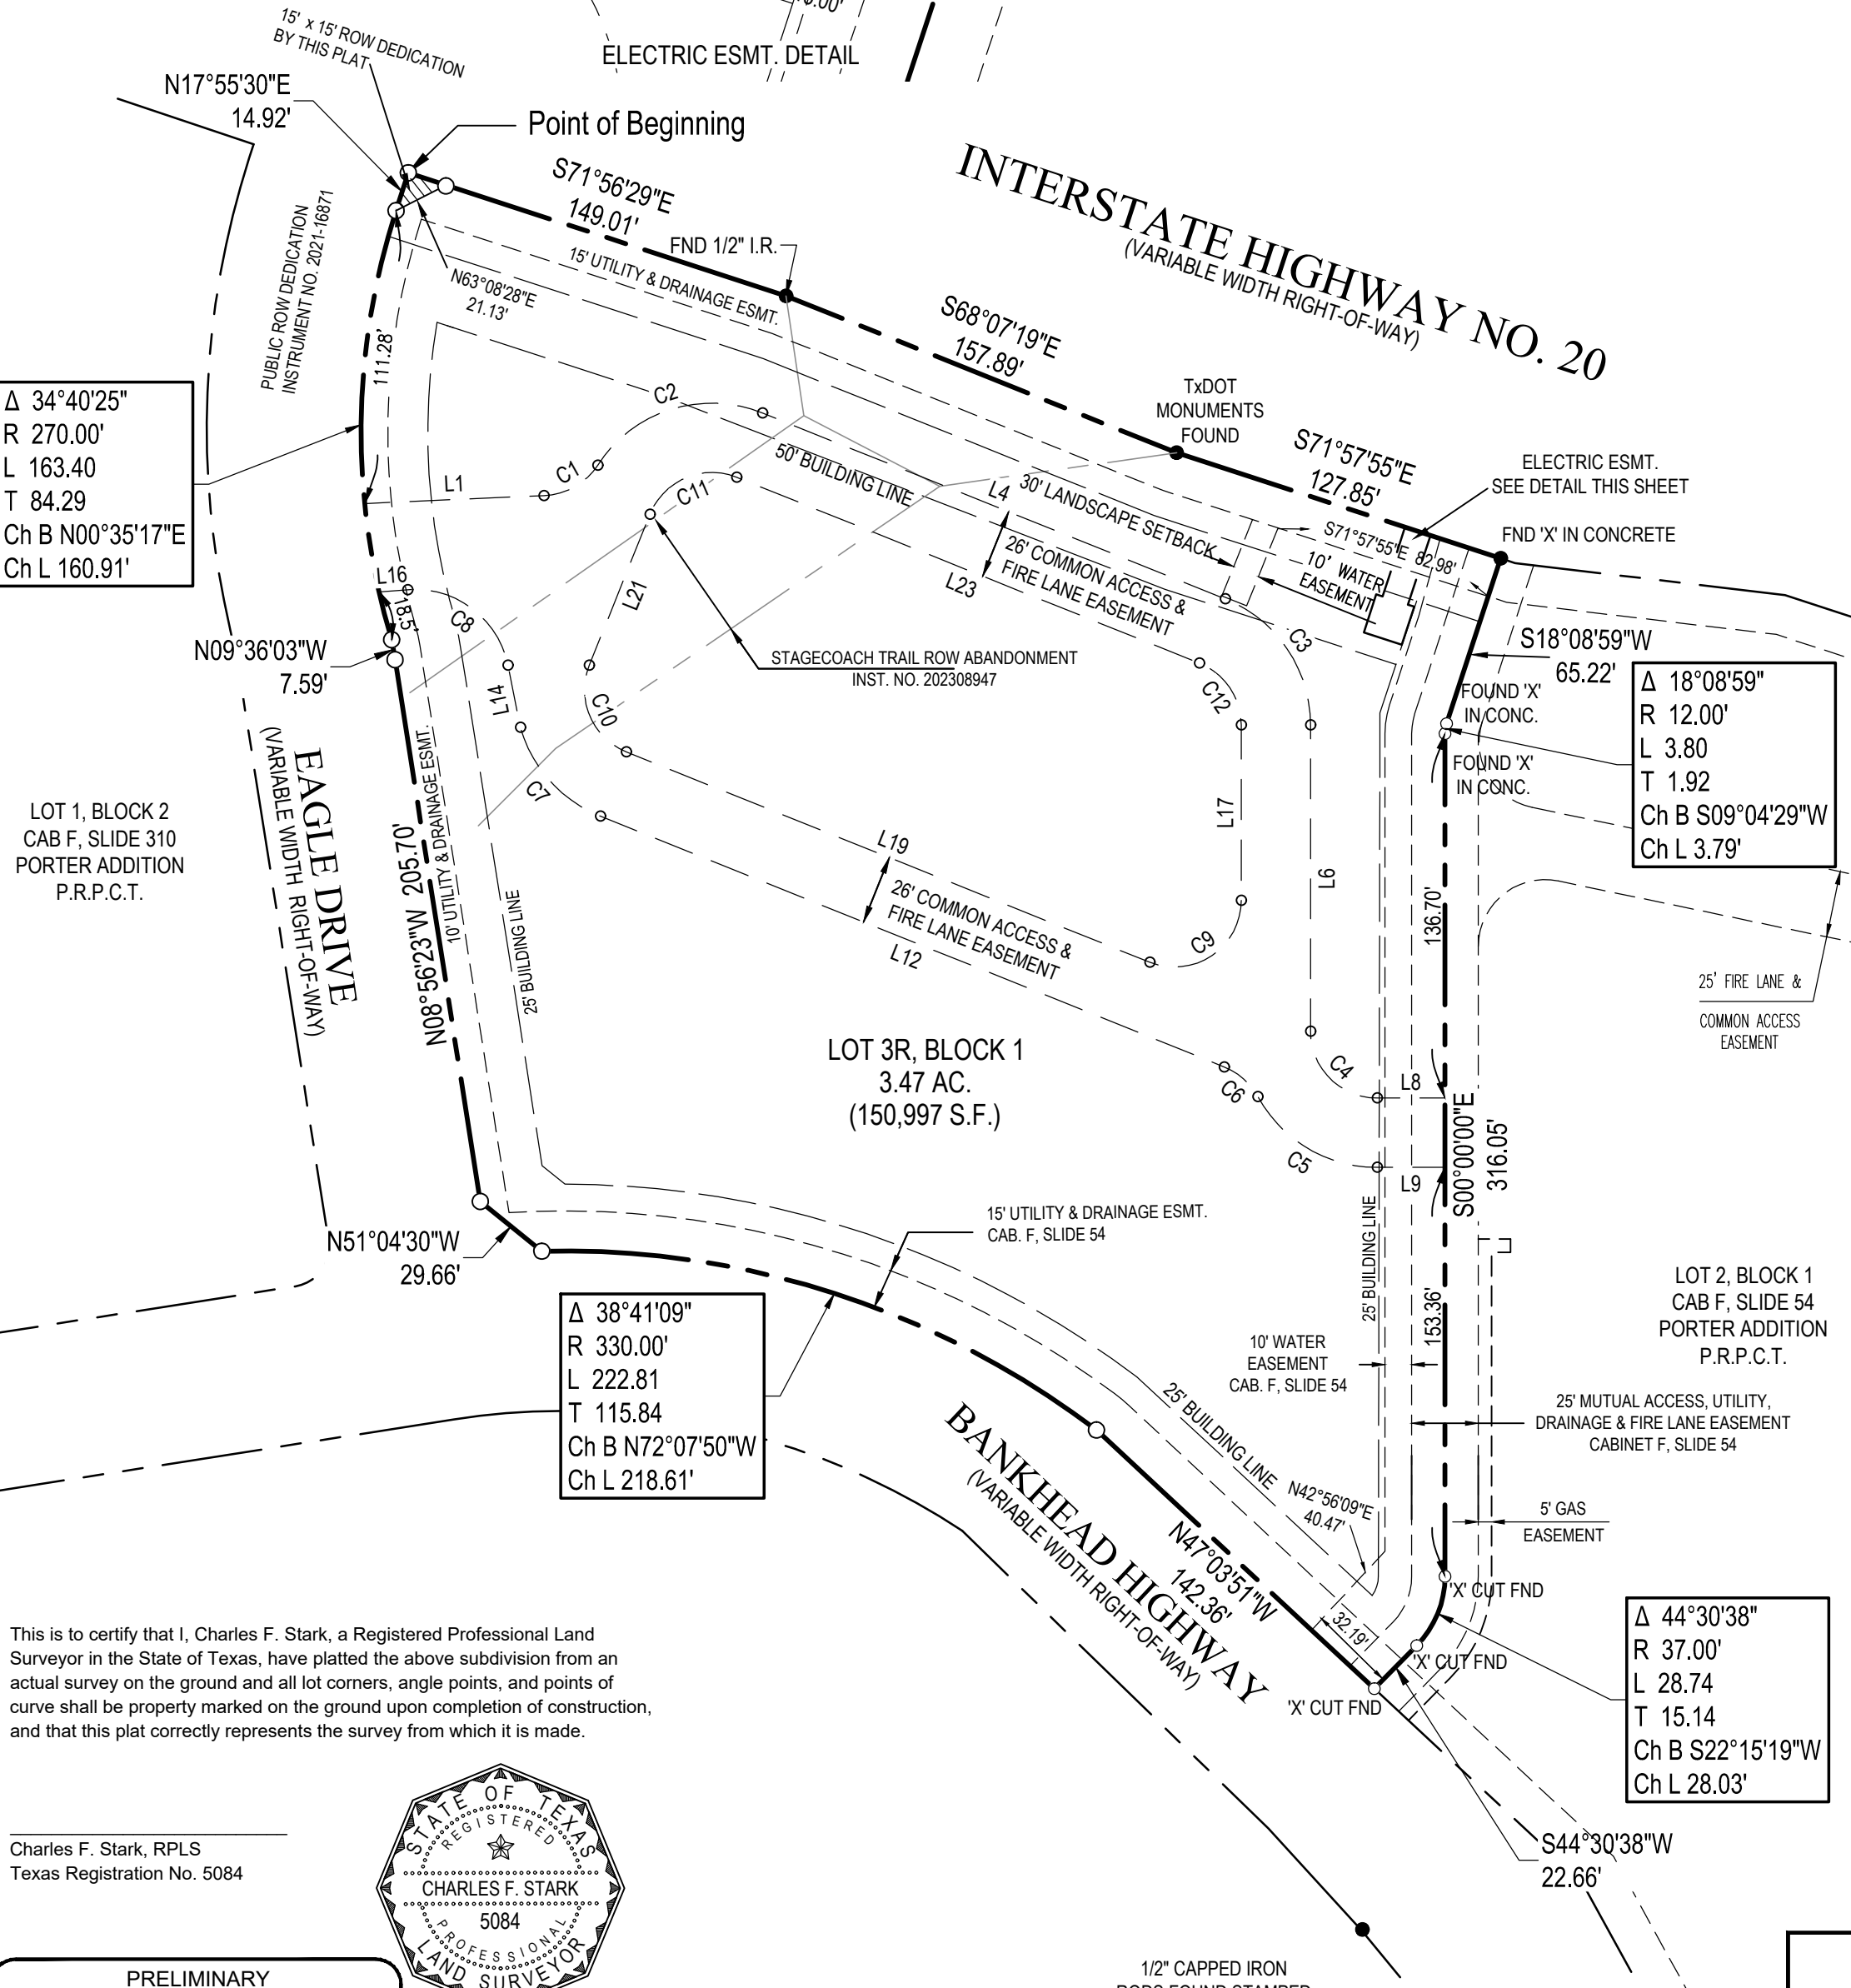 0.00'
ELECTRIC ESMT. DETAIL
15' x 15' ROW DEDICATION
BY THIS PLAT
N17°55'30"E
14.92'
Point of Beginning
S71°56'29"E
149.01'
FND 1/2" I.R.
INTERSTATE HIGHWAY NO. 20
(VARIABLE WIDTH RIGHT-OF-WAY)
PUBLIC ROW DEDICATION
INSTRUMENT NO. 2021-16871
N63°08'28"E
21.13'
15' UTILITY & DRAINAGE ESMT.
S68°07'19"E
157.89'
TxDOT
MONUMENTS
FOUND
S71°57'55"E
127.85'
ELECTRIC ESMT.
SEE DETAIL THIS SHEET
FND 'X' IN CONCRETE
Δ 34°40'25"
R 270.00'
L 163.40
T 84.29
Ch B N00°35'17"E
Ch L 160.91'
111.28'
C2
C1
L1
C11
50' BUILDING LINE
L4
30' LANDSCAPE SETBACK
S71°57'55"E 82.98'
10' WATER
EASEMENT
26' COMMON ACCESS &
FIRE LANE EASEMENT
L23
L16
18.5'
C8
L21
C3
N09°36'03"W
7.59'
STAGECOACH TRAIL ROW ABANDONMENT
INST. NO. 202308947
S18°08'59"W
65.22'
FOUND 'X'
IN CONC.
FOUND 'X'
IN CONC.
Δ 18°08'59"
R 12.00'
L 3.80
T 1.92
Ch B S09°04'29"W
Ch L 3.79'
L14
C10
C12
C7
EAGLE DRIVE
(VARIABLE WIDTH RIGHT-OF-WAY)
LOT 1, BLOCK 2
CAB F, SLIDE 310
PORTER ADDITION
P.R.P.C.T.
N08°56'23"W 205.70'
10' UTILITY & DRAINAGE ESMT.
25' BUILDING LINE
L19
26' COMMON ACCESS &
FIRE LANE EASEMENT
L12
L17
L6
C9
136.70'
25' FIRE LANE &
COMMON ACCESS
EASEMENT
LOT 3R, BLOCK 1
3.47 AC.
(150,997 S.F.)
C4
L8
C6
C5
L9
S00°00'00"E
316.05'
N51°04'30"W
29.66'
15' UTILITY & DRAINAGE ESMT.
CAB. F, SLIDE 54
25' BUILDING LINE
153.36'
LOT 2, BLOCK 1
CAB F, SLIDE 54
PORTER ADDITION
P.R.P.C.T.
Δ 38°41'09"
R 330.00'
L 222.81
T 115.84
Ch B N72°07'50"W
Ch L 218.61'
10' WATER
EASEMENT
CAB. F, SLIDE 54
25' MUTUAL ACCESS, UTILITY,
DRAINAGE & FIRE LANE EASEMENT
CABINET F, SLIDE 54
25' BUILDING LINE
BANKHEAD HIGHWAY
(VARIABLE WIDTH RIGHT-OF-WAY)
N42°56'09"E
40.47'
5' GAS
EASEMENT
N47°03'51"W
142.36'
32.19'
'X' CUT FND
'X' CUT FND
'X' CUT FND
Δ 44°30'38"
R 37.00'
L 28.74
T 15.14
Ch B S22°15'19"W
Ch L 28.03'
S44°30'38"W
22.66'
This is to certify that I, Charles F. Stark, a Registered Professional Land
Surveyor in the State of Texas, have platted the above subdivision from an
actual survey on the ground and all lot corners, angle points, and points of
curve shall be property marked on the ground upon completion of construction,
and that this plat correctly represents the survey from which it is made.
Charles F. Stark, RPLS
Texas Registration No. 5084
STATE OF TEXAS
REGISTERED
CHARLES F. STARK
5084
PROFESSIONAL
LAND SURVEYOR
PRELIMINARY
1/2" CAPPED IRON
RODS FOUND STAMPED